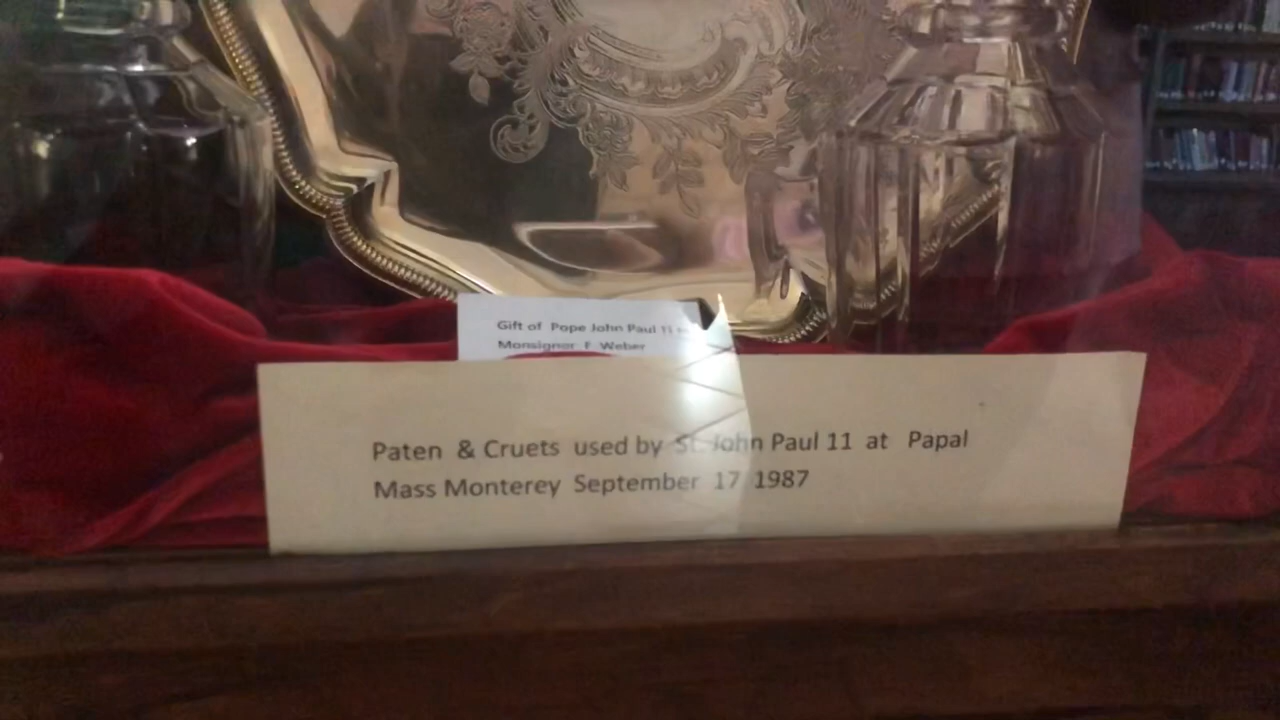 Gift of Pope John Paul 11
Monsignor F Weber
Paten & Cruets used by St. John Paul 11 at Papal
Mass Monterey September 17 1987